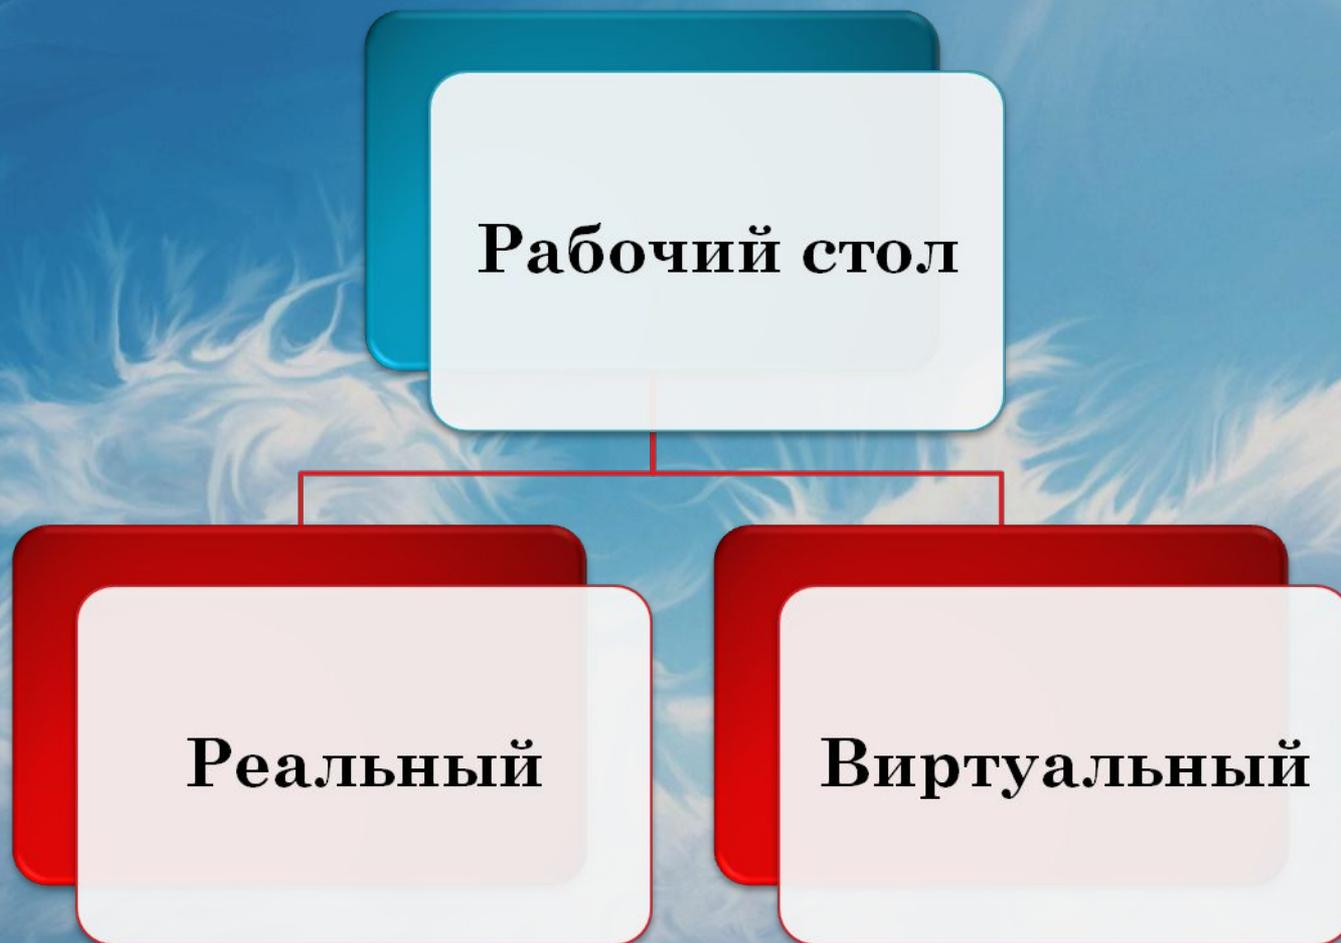 Рабочий стол
Реальный
Виртуальный